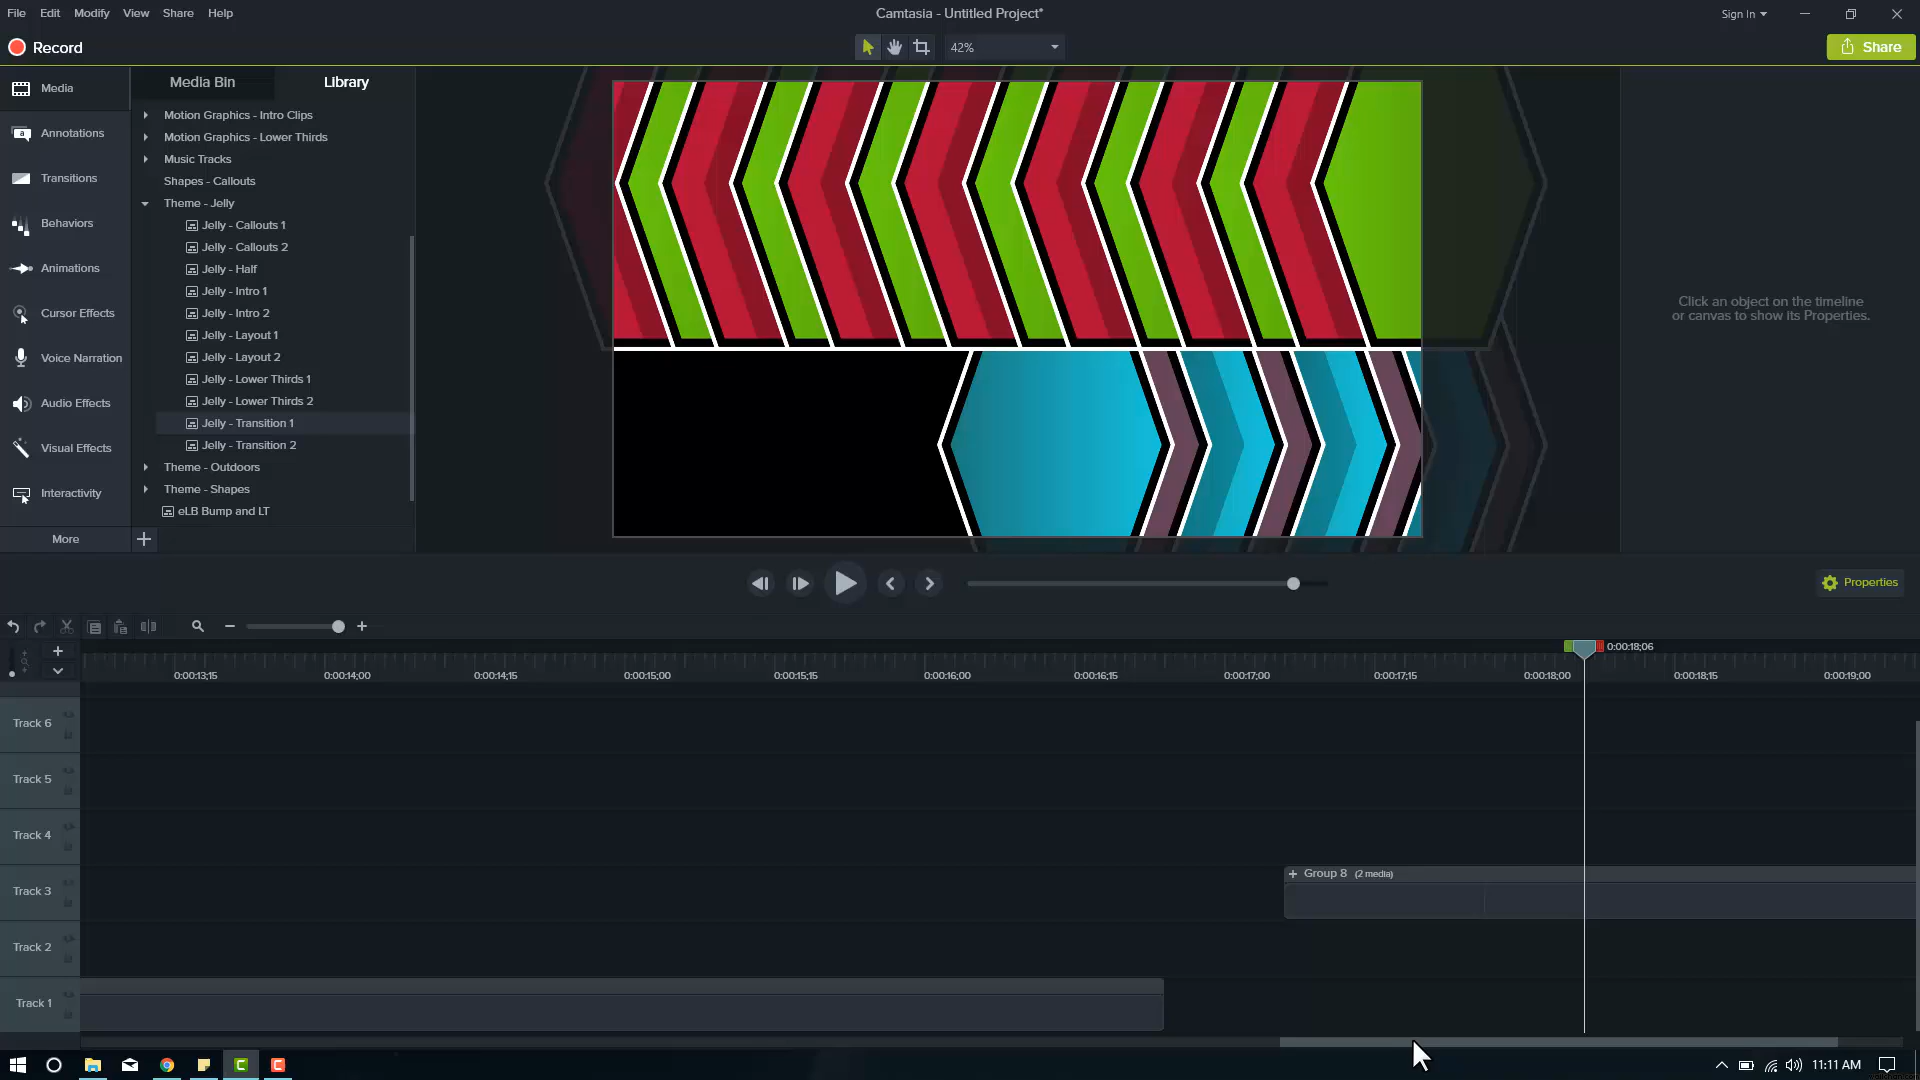 File Edit Modify View Share Help
Camtasia - Untitled Project*
Sign In
Record
42%
Share
Media
Annotations
Transitions
Behaviors
Animations
Cursor Effects
Voice Narration
Audio Effects
Visual Effects
Interactivity
More
Media Bin Library
Motion Graphics - Intro Clips
Motion Graphics - Lower Thirds
Music Tracks
Shapes - Callouts
Theme - Jelly
Jelly - Callouts 1
Jelly - Callouts 2
Jelly - Half
Jelly - Intro 1
Jelly - Intro 2
Jelly - Layout 1
Jelly - Layout 2
Jelly - Lower Thirds 1
Jelly - Lower Thirds 2
Jelly - Transition 1
Jelly - Transition 2
Theme - Outdoors
Theme - Shapes
eLB Bump and LT
Click an object on the timeline
or canvas to show its Properties.
Properties
0:00:18;06
0:00:13;15 0:00:14;00 0:00:14;15 0:00:15;00 0:00:15;15 0:00:16;00 0:00:16;15 0:00:17;00 0:00:17;15 0:00:18;00 0:00:18;15 0:00:19;00
Track 6
Track 5
Track 4
Track 3
Group 8 (2 media)
Track 2
Track 1
11:11 AM